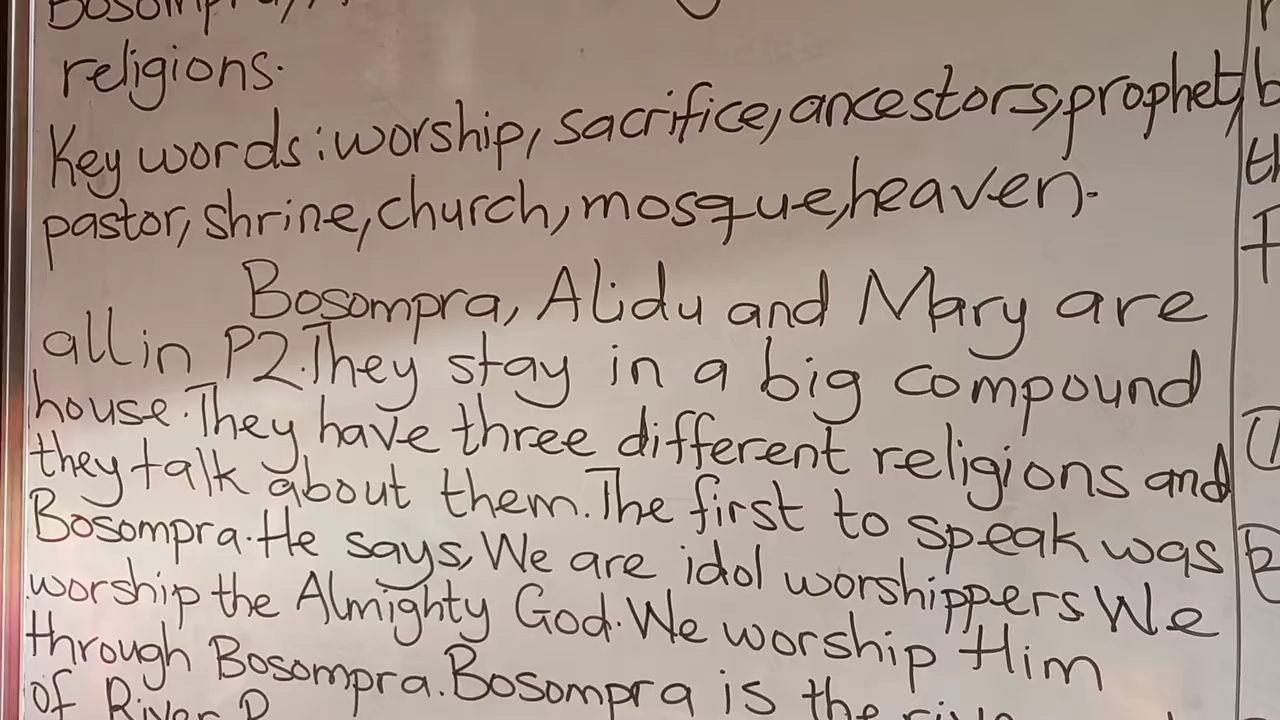 Bosompra,
religions.
Key words: worship, sacrifice, ancestors, prophet,
pastor, shrine, church, mosque, heaven.
Bosompra, Alidu and Mary are
all in P2. They stay in a big compound
house. They have three different religions and
they talk about them. The first to speak was
Bosompra. He says, We are idol worshippers We
worship the Almighty God. We worship Him
through Bosompra. Bosompra is the
of River